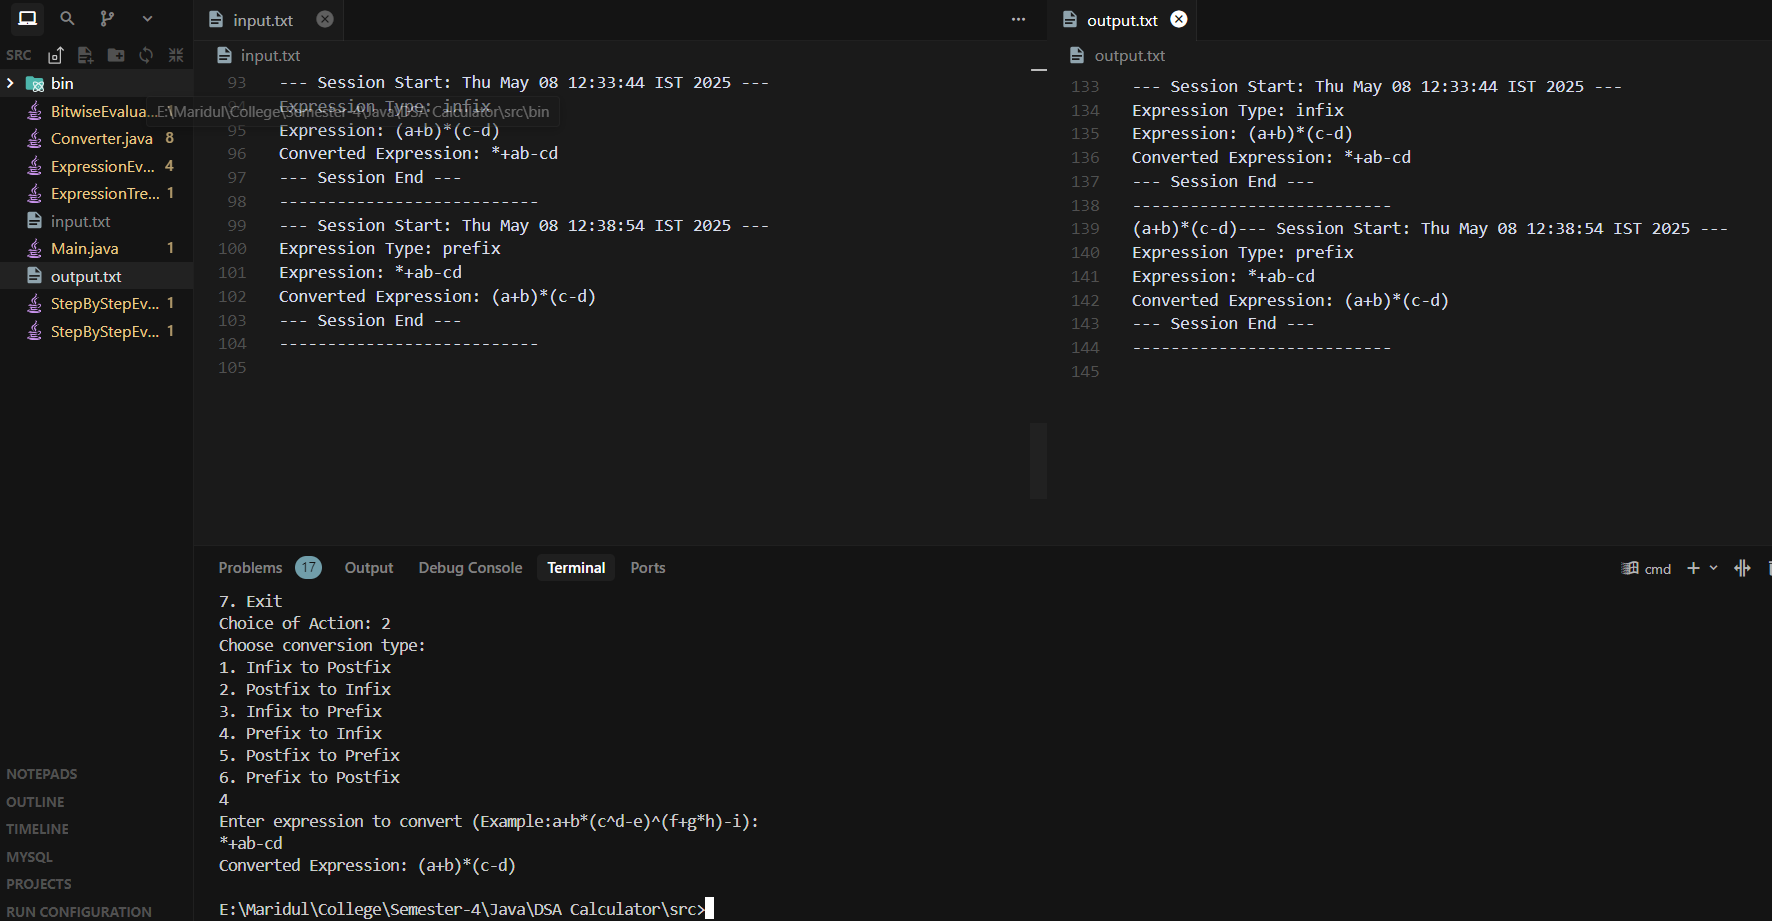 input.txt
output.txt
SRC
input.txt
output.txt
bin
BitwiseEvalua... 1
E:\Maridul\College\Semester-4\Java\DSA Calculator\src\bin
Converter.java 8
ExpressionEv... 4
ExpressionTre... 1
input.txt
Main.java 1
output.txt
StepByStepEv... 1
StepByStepEv... 1
NOTEPADS
OUTLINE
TIMELINE
MYSQL
PROJECTS
RUN CONFIGURATION
93 --- Session Start: Thu May 08 12:33:44 IST 2025 ---
94 Expression Type: infix
95 Expression: (a+b)*(c-d)
96 Converted Expression: *+ab-cd
97 --- Session End ---
98 ---------------------------
99 --- Session Start: Thu May 08 12:38:54 IST 2025 ---
100 Expression Type: prefix
101 Expression: *+ab-cd
102 Converted Expression: (a+b)*(c-d)
103 --- Session End ---
104 ---------------------------
105
133 --- Session Start: Thu May 08 12:33:44 IST 2025 ---
134 Expression Type: infix
135 Expression: (a+b)*(c-d)
136 Converted Expression: *+ab-cd
137 --- Session End ---
138 ---------------------------
139 (a+b)*(c-d)--- Session Start: Thu May 08 12:38:54 IST 2025 ---
140 Expression Type: prefix
141 Expression: *+ab-cd
142 Converted Expression: (a+b)*(c-d)
143 --- Session End ---
144 ---------------------------
145
Problems 17 Output Debug Console Terminal Ports
cmd
7. Exit
Choice of Action: 2
Choose conversion type:
1. Infix to Postfix
2. Postfix to Infix
3. Infix to Prefix
4. Prefix to Infix
5. Postfix to Prefix
6. Prefix to Postfix
4
Enter expression to convert (Example:a+b*(c^d-e)^(f+g*h)-i):
*+ab-cd
Converted Expression: (a+b)*(c-d)
E:\Maridul\College\Semester-4\Java\DSA Calculator\src>